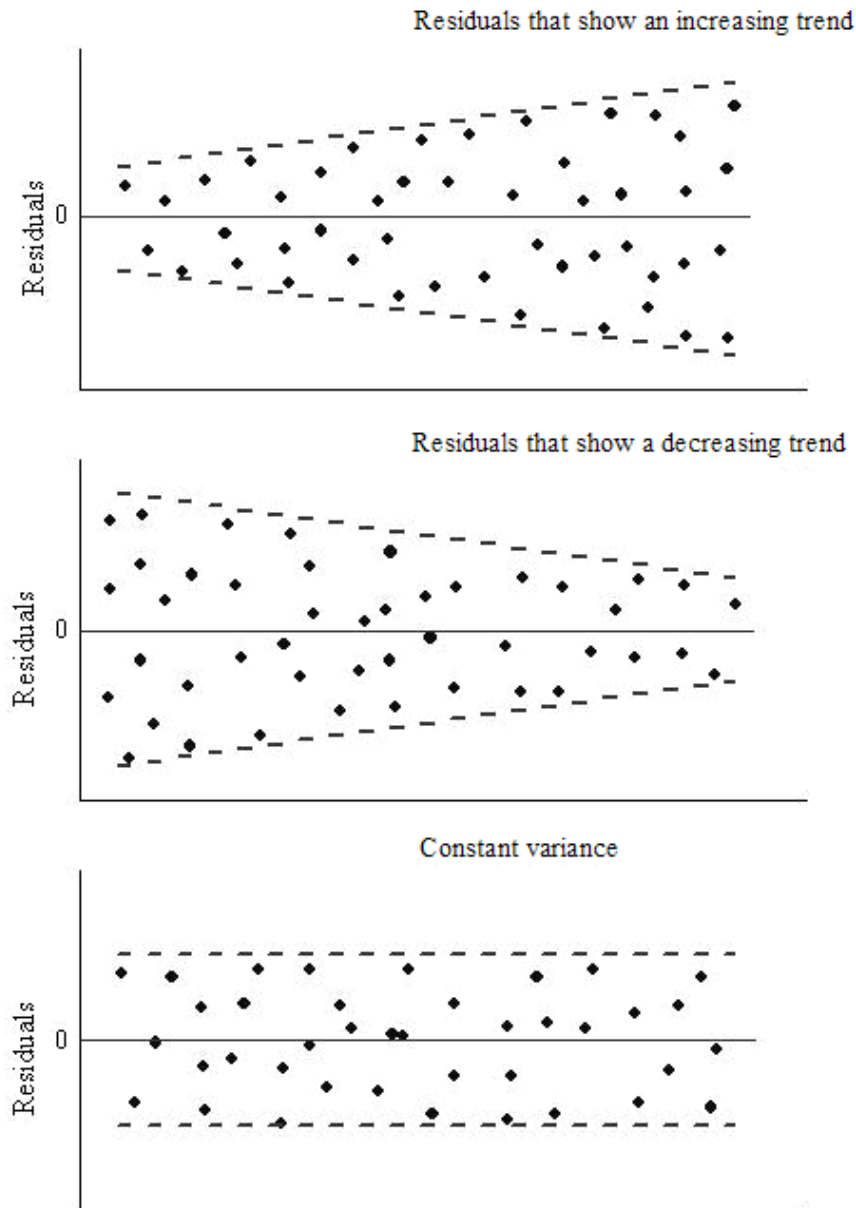 Residuals that show an increasing trend
Residuals
0
Residuals that show a decreasing trend
Residuals
0
Constant variance
Residuals
0